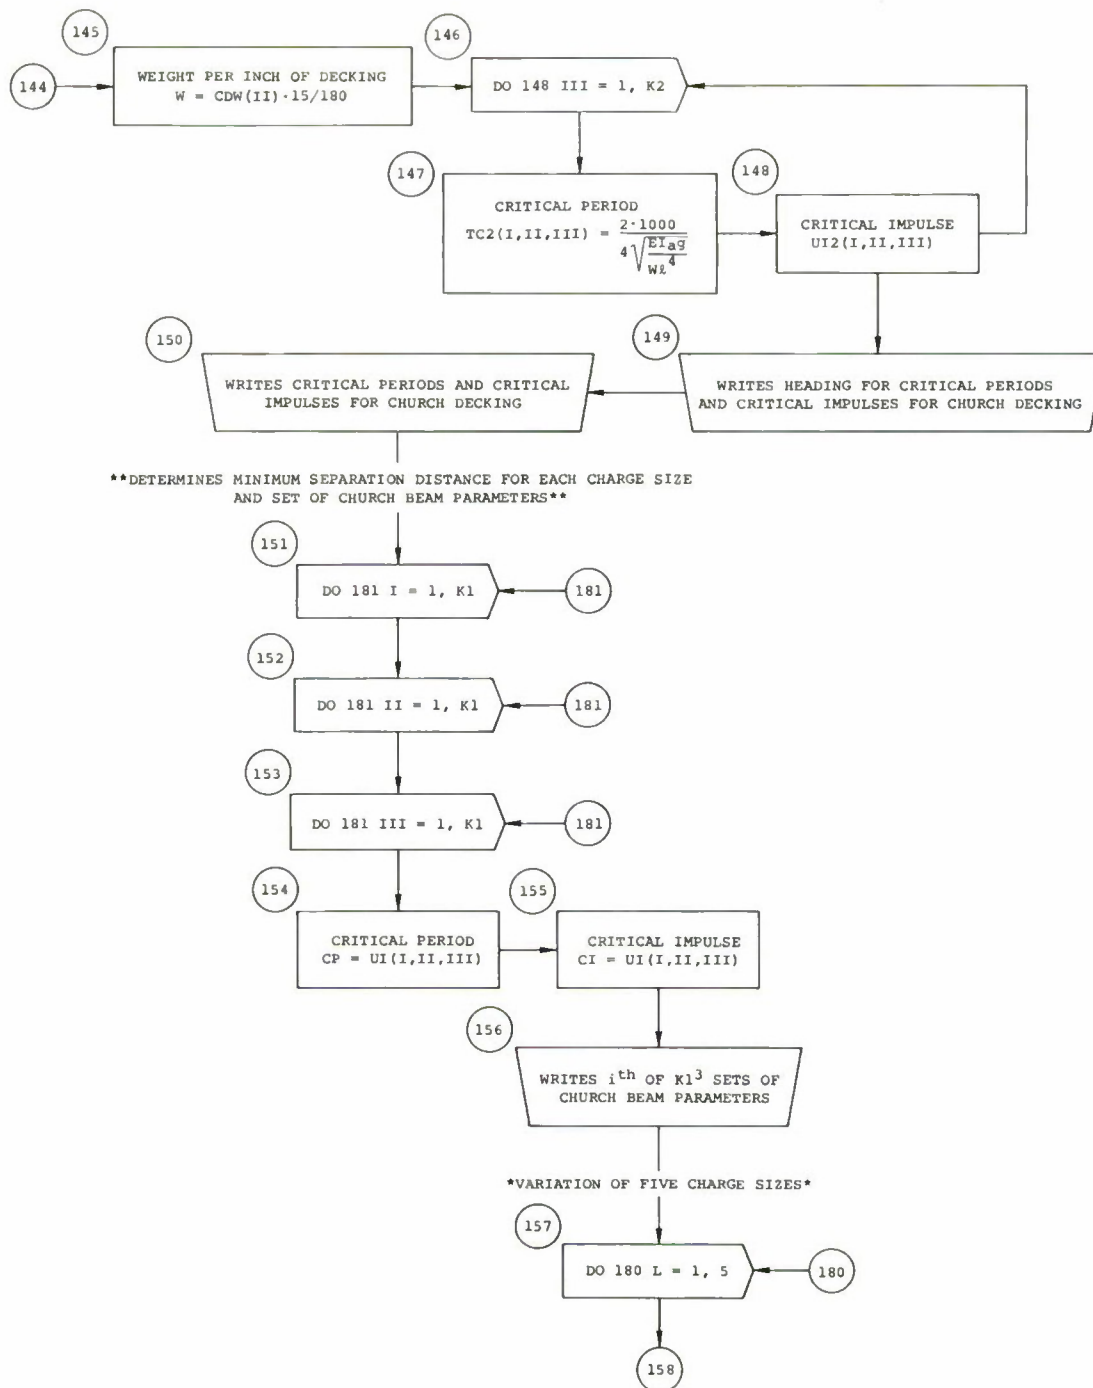 145
146
144
WEIGHT PER INCH OF DECKING
W = CDW(II)·15/180
DO 148 III = 1, K2
147
148
CRITICAL PERIOD
TC2(I,II,III) = 2·1000 / 4√(EIag / Wℓ^4)
CRITICAL IMPULSE
UI2(I,II,III)
150
149
WRITES CRITICAL PERIODS AND CRITICAL
IMPULSES FOR CHURCH DECKING
WRITES HEADING FOR CRITICAL PERIODS
AND CRITICAL IMPULSES FOR CHURCH DECKING
**DETERMINES MINIMUM SEPARATION DISTANCE FOR EACH CHARGE SIZE
AND SET OF CHURCH BEAM PARAMETERS**
151
DO 181 I = 1, K1
181
152
DO 181 II = 1, K1
181
153
DO 181 III = 1, K1
181
154
155
CRITICAL PERIOD
CP = UI(I,II,III)
CRITICAL IMPULSE
CI = UI(I,II,III)
156
WRITES i^th OF K1^3 SETS OF
CHURCH BEAM PARAMETERS
*VARIATION OF FIVE CHARGE SIZES*
157
DO 180 L = 1, 5
180
158